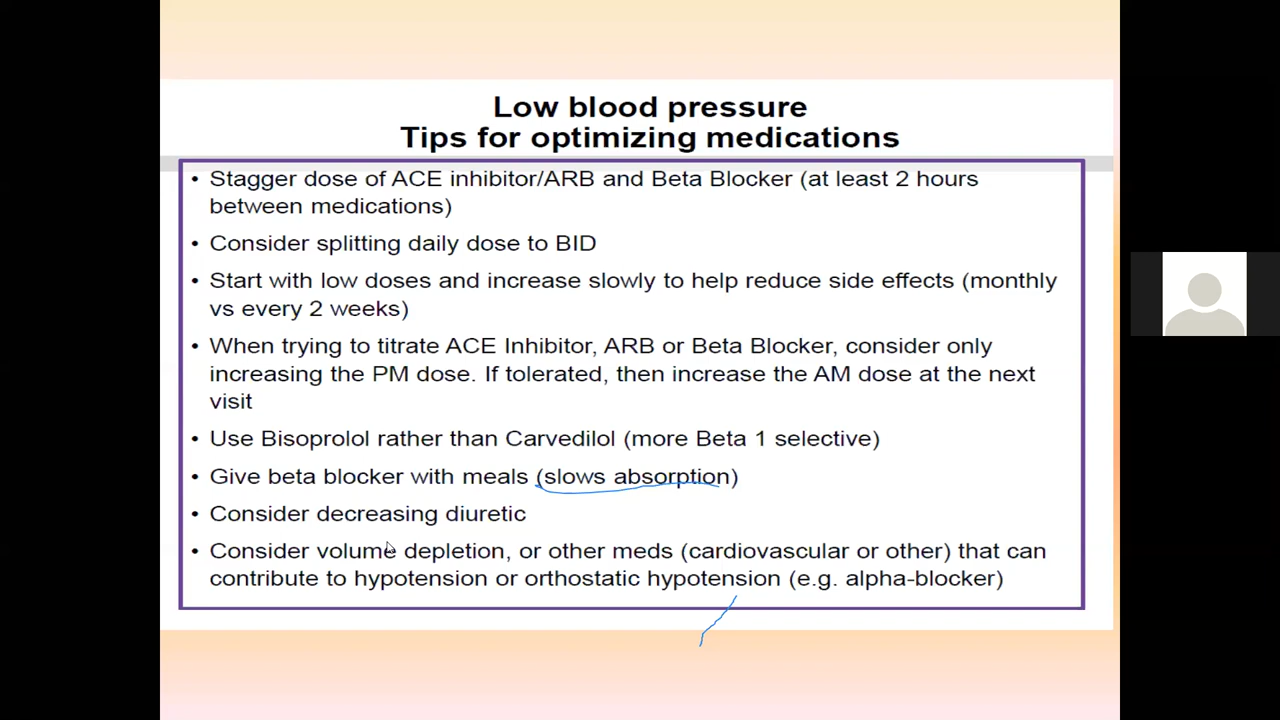 Low blood pressure
Tips for optimizing medications
• Stagger dose of ACE inhibitor/ARB and Beta Blocker (at least 2 hours
between medications)
• Consider splitting daily dose to BID
• Start with low doses and increase slowly to help reduce side effects (monthly
vs every 2 weeks)
• When trying to titrate ACE Inhibitor, ARB or Beta Blocker, consider only
increasing the PM dose. If tolerated, then increase the AM dose at the next
visit
• Use Bisoprolol rather than Carvedilol (more Beta 1 selective)
• Give beta blocker with meals (slows absorption)
• Consider decreasing diuretic
• Consider volume depletion, or other meds (cardiovascular or other) that can
contribute to hypotension or orthostatic hypotension (e.g. alpha-blocker)